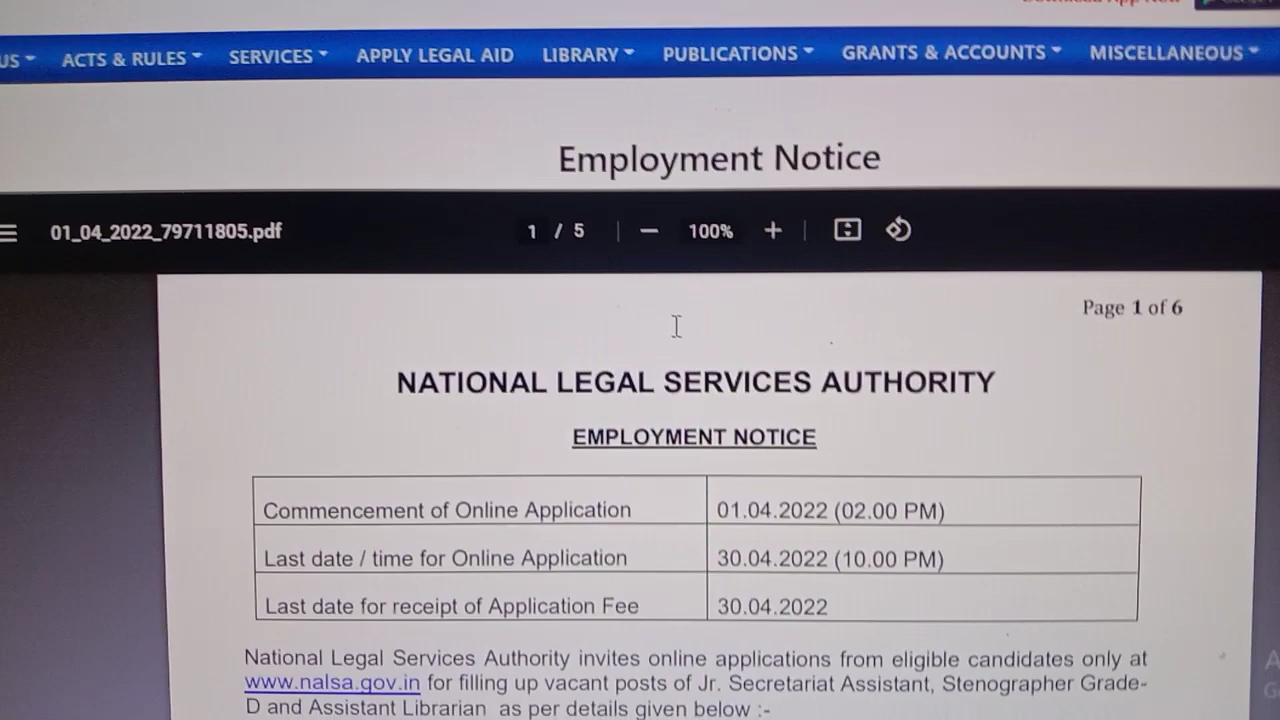 US
ACTS & RULES SERVICES APPLY LEGAL AID LIBRARY PUBLICATIONS GRANTS & ACCOUNTS MISCELLANEOUS
Employment Notice
01_04_2022_79711805.pdf 1 / 5 100%
Page 1 of 6
NATIONAL LEGAL SERVICES AUTHORITY
EMPLOYMENT NOTICE
Commencement of Online Application 01.04.2022 (02.00 PM)
Last date / time for Online Application 30.04.2022 (10.00 PM)
Last date for receipt of Application Fee 30.04.2022
National Legal Services Authority invites online applications from eligible candidates only at
www.nalsa.gov.in for filling up vacant posts of Jr. Secretariat Assistant, Stenographer Grade-
D and Assistant Librarian as per details given below :-